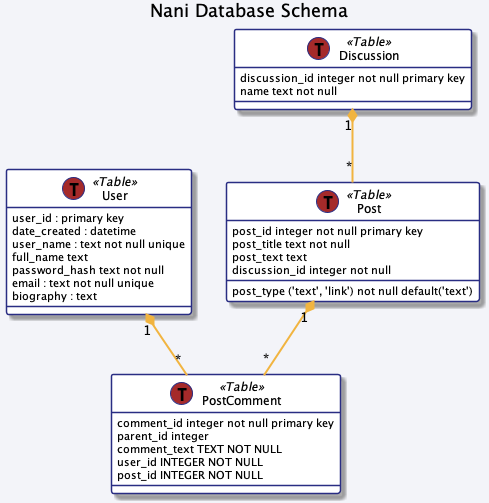 Nani Database Schema
«Table»
T
Discussion
discussion_id integer not null primary key
name text not null
1
*
«Table»
T
User
user_id : primary key
date_created : datetime
user_name : text not null unique
full_name text
password_hash text not null
email : text not null unique
biography : text
«Table»
T
Post
post_id integer not null primary key
post_title text not null
post_text text
discussion_id integer not null
post_type ('text', 'link') not null default('text')
1
*
1
*
«Table»
T
PostComment
comment_id integer not null primary key
parent_id integer
comment_text TEXT NOT NULL
user_id INTEGER NOT NULL
post_id INTEGER NOT NULL